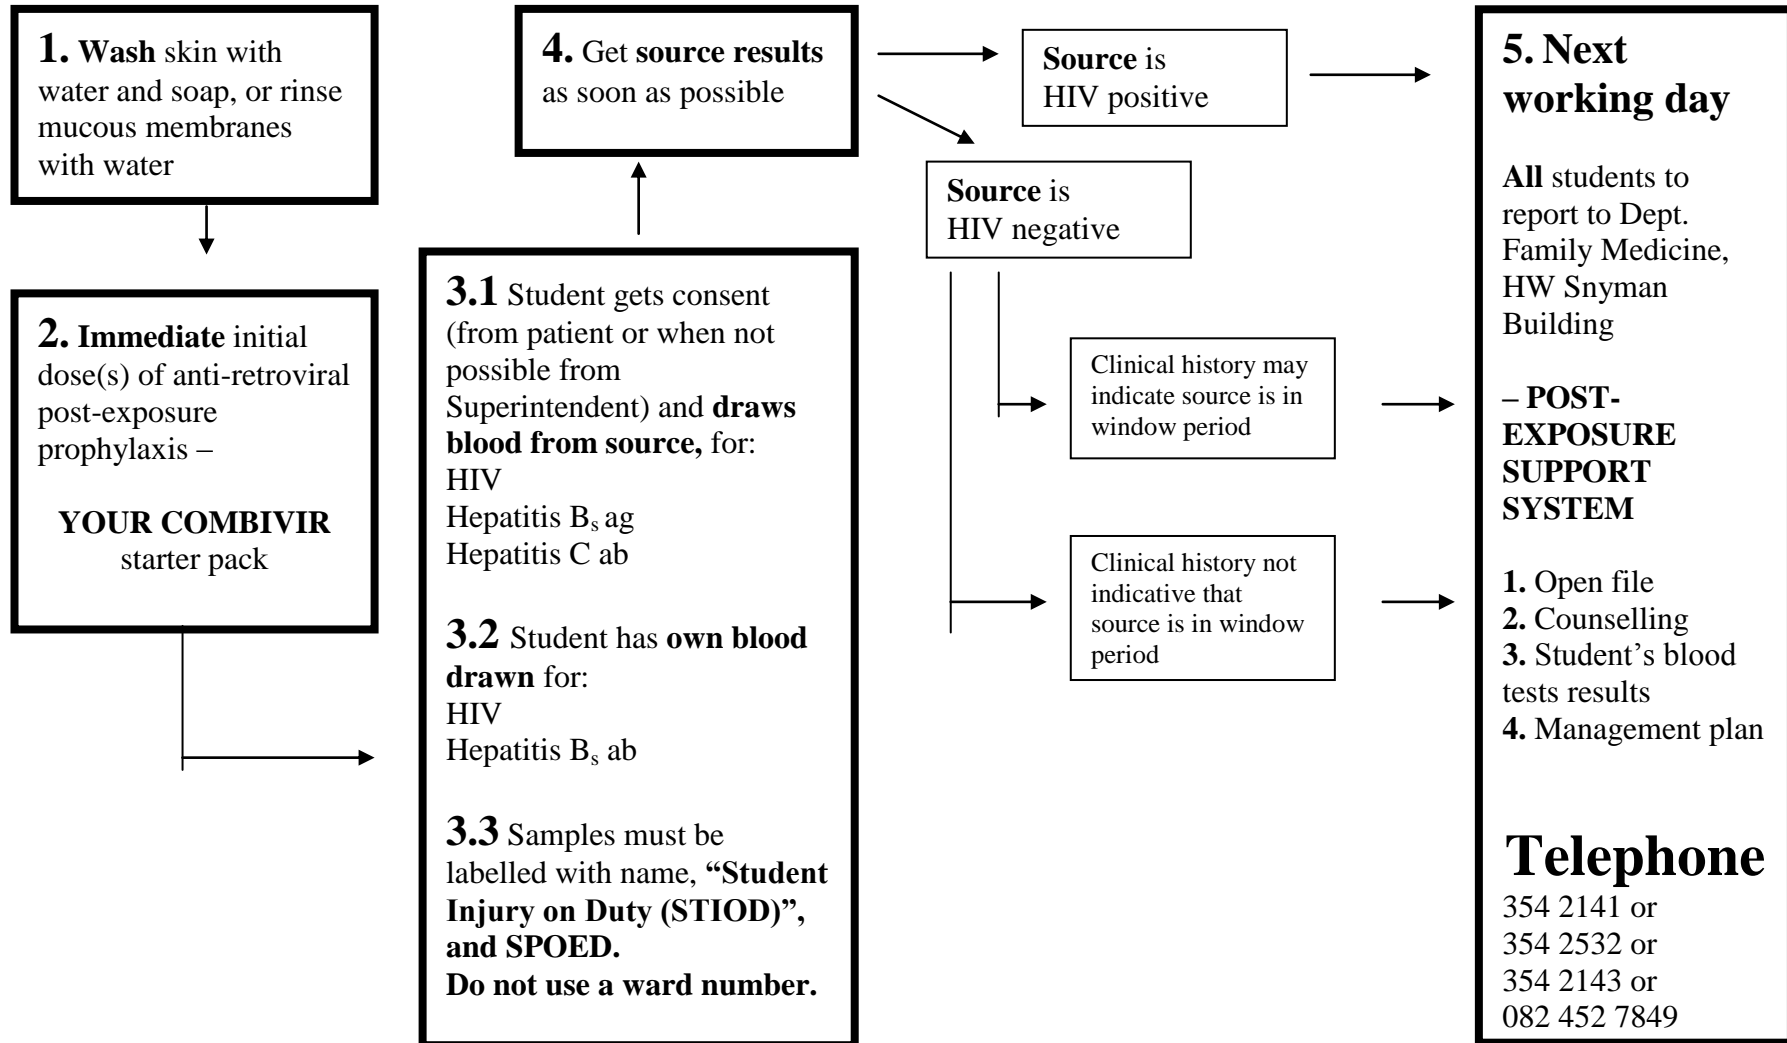 1. Wash skin with
water and soap, or rinse
mucous membranes
with water
2. Immediate initial
dose(s) of anti-retroviral
post-exposure
prophylaxis –
YOUR COMBIVIR
starter pack
3.1 Student gets consent
(from patient or when not
possible from
Superintendent) and draws
blood from source, for:
HIV
Hepatitis Bs ag
Hepatitis C ab
3.2 Student has own blood
drawn for:
HIV
Hepatitis Bs ab
3.3 Samples must be
labelled with name, “Student
Injury on Duty (STIOD)”,
and SPOED.
Do not use a ward number.
4. Get source results
as soon as possible
Source is
HIV positive
Source is
HIV negative
Clinical history may
indicate source is in
window period
Clinical history not
indicative that
source is in window
period
5. Next
working day
All students to
report to Dept.
Family Medicine,
HW Snyman
Building
– POST-
EXPOSURE
SUPPORT
SYSTEM
1. Open file
2. Counselling
3. Student’s blood
tests results
4. Management plan
Telephone
354 2141 or
354 2532 or
354 2143 or
082 452 7849